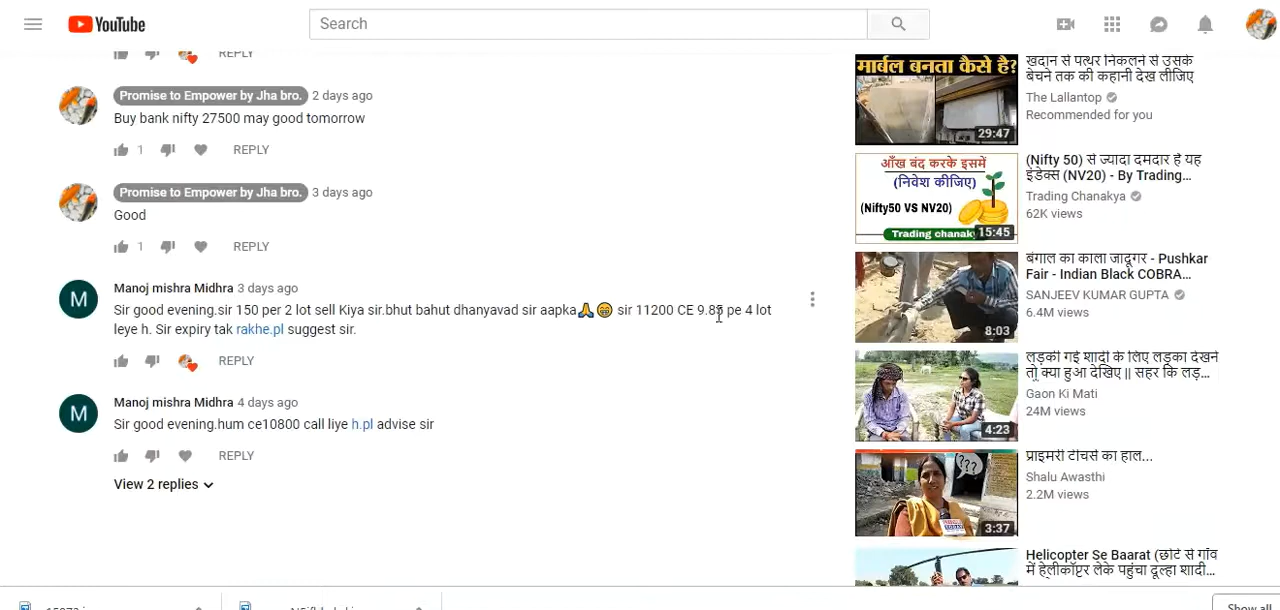 YouTube
Search
REPLY
Promise to Empower by Jha bro. 2 days ago
Buy bank nifty 27500 may good tomorrow
1 REPLY
Promise to Empower by Jha bro. 3 days ago
Good
1 REPLY
M
Manoj mishra Midhra 3 days ago
Sir good evening.sir 150 per 2 lot sell Kiya sir.bhut bahut dhanyavad sir aapka🙏😁 sir 11200 CE 9.85 pe 4 lot
leye h. Sir expiry tak rakhe.pl suggest sir.
REPLY
M
Manoj mishra Midhra 4 days ago
Sir good evening.hum ce10800 call liye h.pl advise sir
REPLY
View 2 replies
मार्बल बनता कैसे है?
29:47
खदान से पत्थर निकलने से उसके
बेचने तक की कहानी देख लीजिए
The Lallantop
Recommended for you
आँख बंद करके इसमें
(निवेश कीजिए)
(Nifty50 VS NV20)
Trading chanak
15:45
(Nifty 50) से ज्यादा दमदार है यह
इंडेक्स (NV20) - By Trading...
Trading Chanakya
62K views
8:03
बंगाल का काला जादूगर - Pushkar
Fair - Indian Black COBRA...
SANJEEV KUMAR GUPTA
6.4M views
4:23
लड़की गई शादी के लिए लड़का देखने
तो क्या हुआ देखिए || सहर कि लड़...
Gaon Ki Mati
24M views
???
3:37
प्राइमरी टीचर्स का हाल...
Shalu Awasthi
2.2M views
Helicopter Se Baarat (छोटे से गाँव
में हेलीकॉप्टर लेके पहुंचा दूल्हा शादी...
Show all